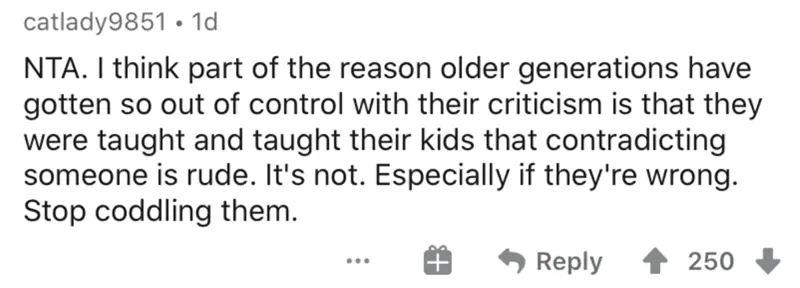 catlady9851 • 1d
NTA. I think part of the reason older generations have
gotten so out of control with their criticism is that they
were taught and taught their kids that contradicting
someone is rude. It's not. Especially if they're wrong.
Stop coddling them.
... Reply 250